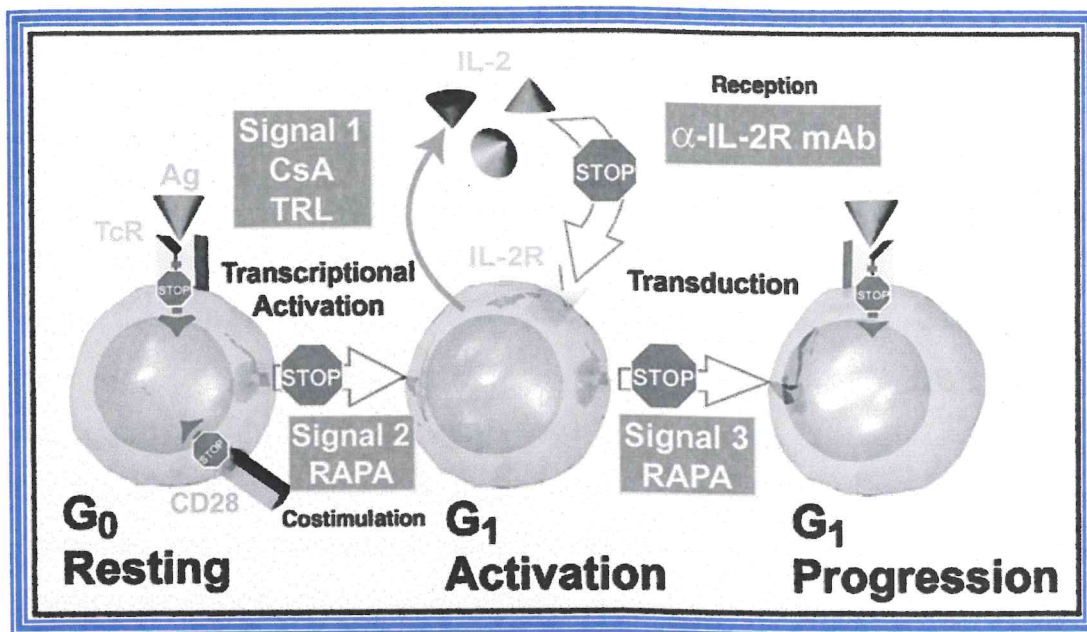 IL-2
Reception
α-IL-2R mAb
STOP
Signal 1
CsA
TRL
Ag
TcR
STOP
Transcriptional
Activation
IL-2R
Transduction
STOP
STOP
Signal 2
RAPA
STOP
Signal 3
RAPA
STOP
CD28
Costimulation
G₀
Resting
G₁
Activation
G₁
Progression